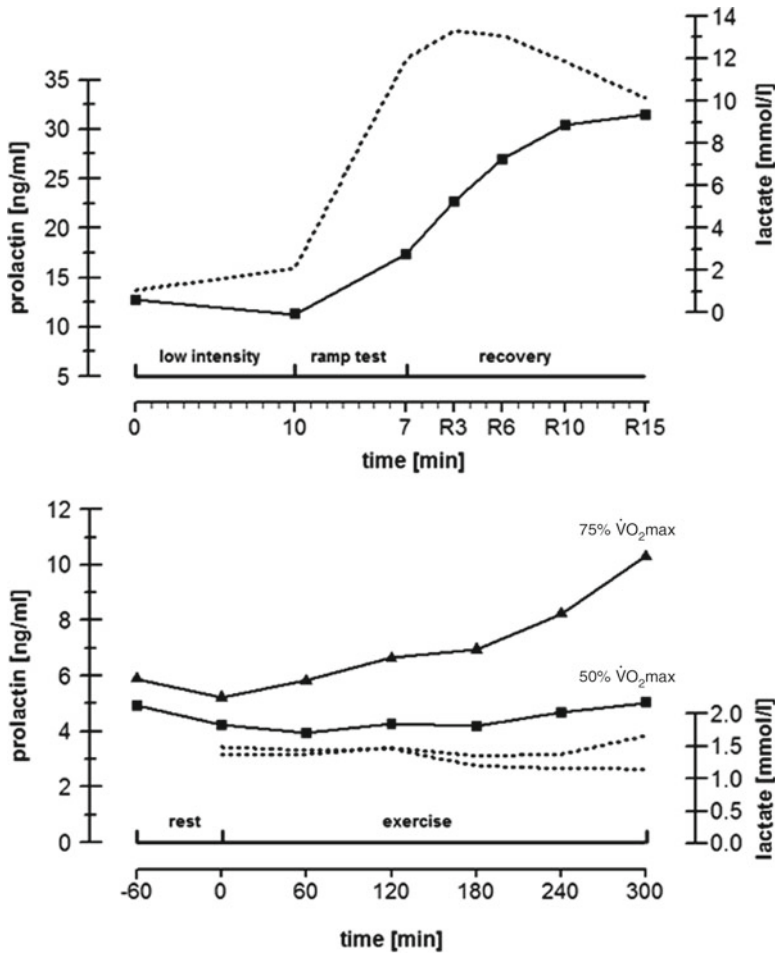 14
12
10
8
6
4
2
0
lactate [mmol/l]
35
30
25
20
15
10
5
prolactin [ng/ml]
low intensity ramp test recovery
0 10 7 R3 R6 R10 R15
time [min]
12
10
8
6
4
2
0
prolactin [ng/ml]
75% V̇O₂max
50% V̇O₂max
2.0
1.5
1.0
0.5
0.0
lactate [mmol/l]
rest exercise
-60 0 60 120 180 240 300
time [min]